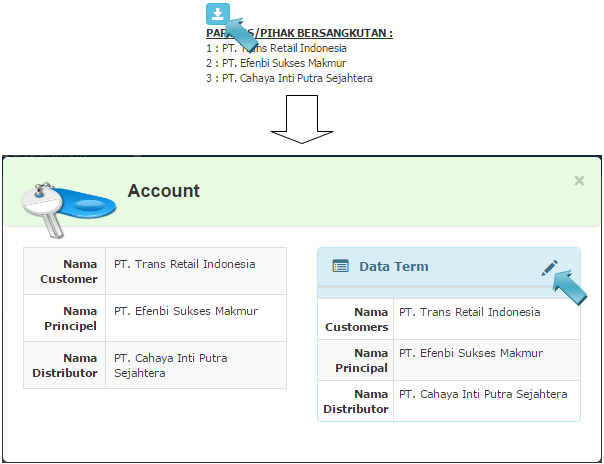 PAR S/PIHAK BERSANGKUTAN :
1 : PT. Trans Retail Indonesia
2 : PT. Efenbi Sukses Makmur
3 : PT. Cahaya Inti Putra Sejahtera
Account
×
Nama Customer
PT. Trans Retail Indonesia
Nama Principel
PT. Efenbi Sukses Makmur
Nama Distributor
PT. Cahaya Inti Putra
Sejahtera
Data Term
Nama Customers
PT. Trans Retail Indonesia
Nama Principal
PT. Efenbi Sukses Makmur
Nama Distributor
PT. Cahaya Inti Putra Sejahtera